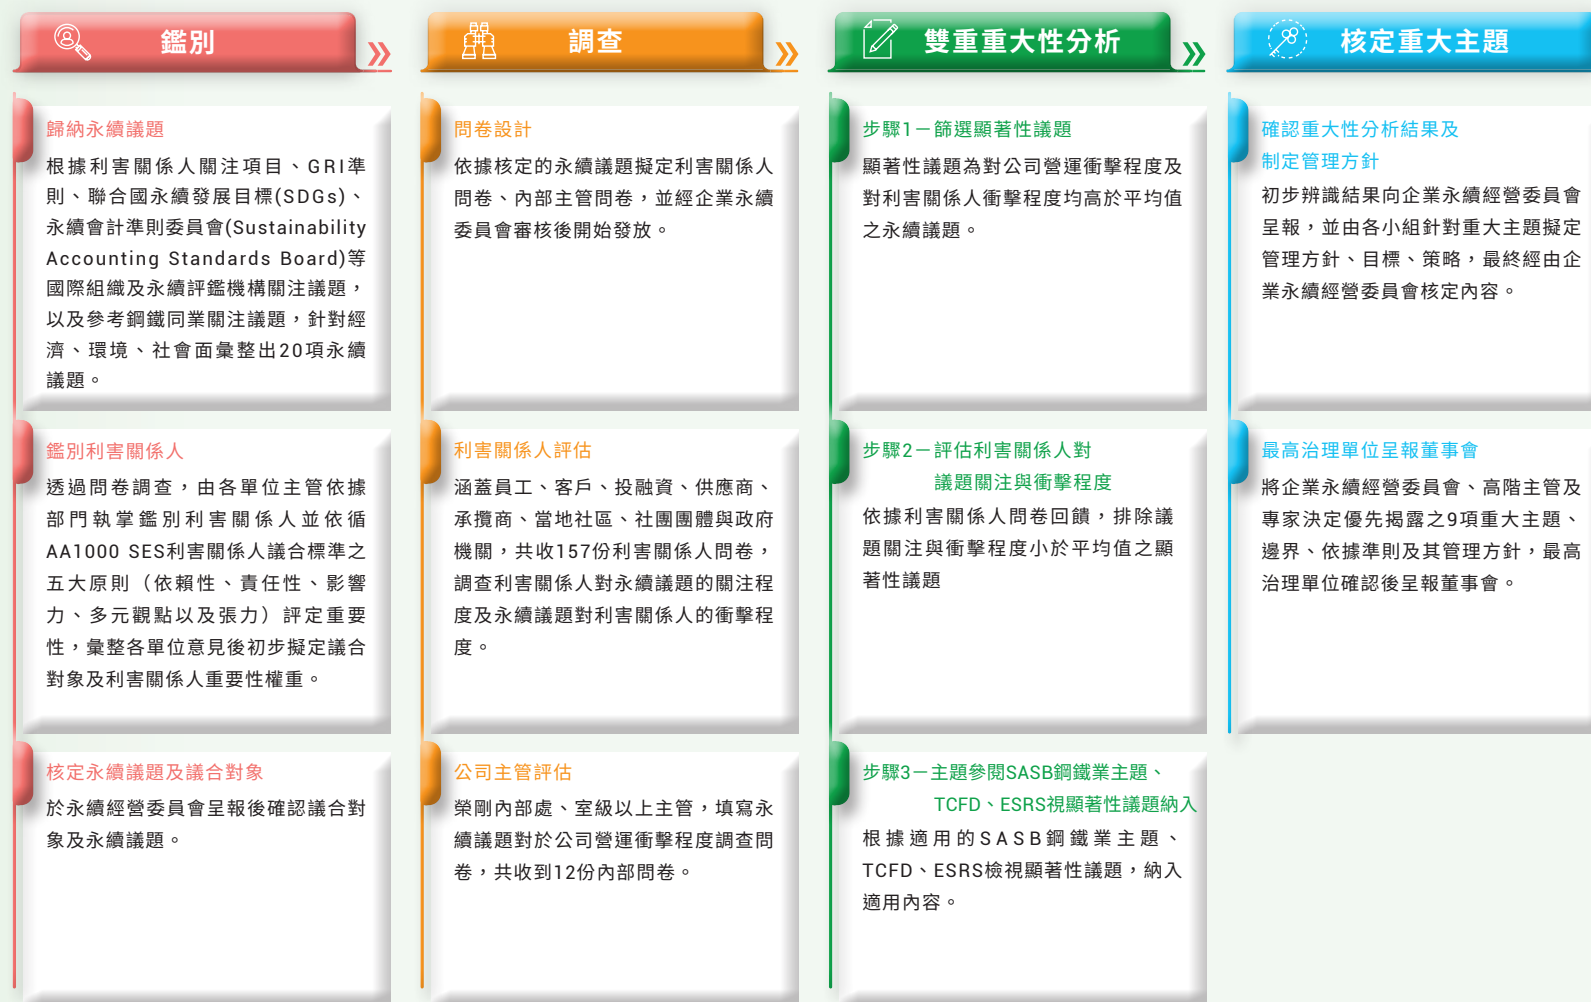 鑑別
歸納永續議題
根據利害關係人關注項目、GRI準
則、聯合國永續發展目標(SDGs)、
永續會計準則委員會(Sustainability
Accounting Standards Board)等
國際組織及永續評鑑機構關注議題，
以及參考鋼鐵同業關注議題，針對經
濟、環境、社會面彙整出20項永續
議題。
鑑別利害關係人
透過問卷調查，由各單位主管依據
部門執掌鑑別利害關係人並依循
AA1000 SES利害關係人議合標準之
五大原則（依賴性、責任性、影響
力、多元觀點以及張力）評定重要
性，彙整各單位意見後初步擬定議合
對象及利害關係人重要性權重。
核定永續議題及議合對象
於永續經營委員會呈報後確認議合對
象及永續議題。
調查
問卷設計
依據核定的永續議題擬定利害關係人
問卷、內部主管問卷，並經企業永續
委員會審核後開始發放。
利害關係人評估
涵蓋員工、客戶、投融資、供應商、
承攬商、當地社區、社團團體與政府
機關，共收157份利害關係人問卷，
調查利害關係人對永續議題的關注程
度及永續議題對利害關係人的衝擊程
度。
公司主管評估
榮剛內部處、室級以上主管，填寫永
續議題對於公司營運衝擊程度調查問
卷，共收到12份內部問卷。
雙重重大性分析
步驟1－篩選顯著性議題
顯著性議題為對公司營運衝擊程度及
對利害關係人衝擊程度均高於平均值
之永續議題。
步驟2－評估利害關係人對
議題關注與衝擊程度
依據利害關係人問卷回饋，排除議
題關注與衝擊程度小於平均值之顯
著性議題
步驟3－主題參閱SASB鋼鐵業主題、
TCFD、ESRS視顯著性議題納入
根據適用的SASB鋼鐵業主題、
TCFD、ESRS檢視顯著性議題，納入
適用內容。
核定重大主題
確認重大性分析結果及
制定管理方針
初步辨識結果向企業永續經營委員會
呈報，並由各小組針對重大主題擬定
管理方針、目標、策略，最終經由企
業永續經營委員會核定內容。
最高治理單位呈報董事會
將企業永續經營委員會、高階主管及
專家決定優先揭露之9項重大主題、
邊界、依據準則及其管理方針，最高
治理單位確認後呈報董事會。